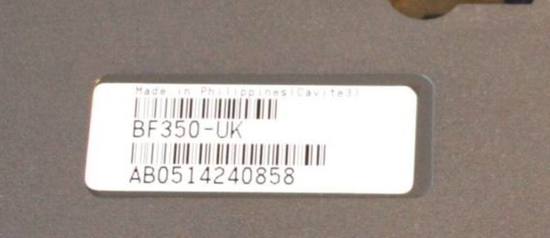 Made in Philippines(Cavite3)
BF350-UK
AB0514240858